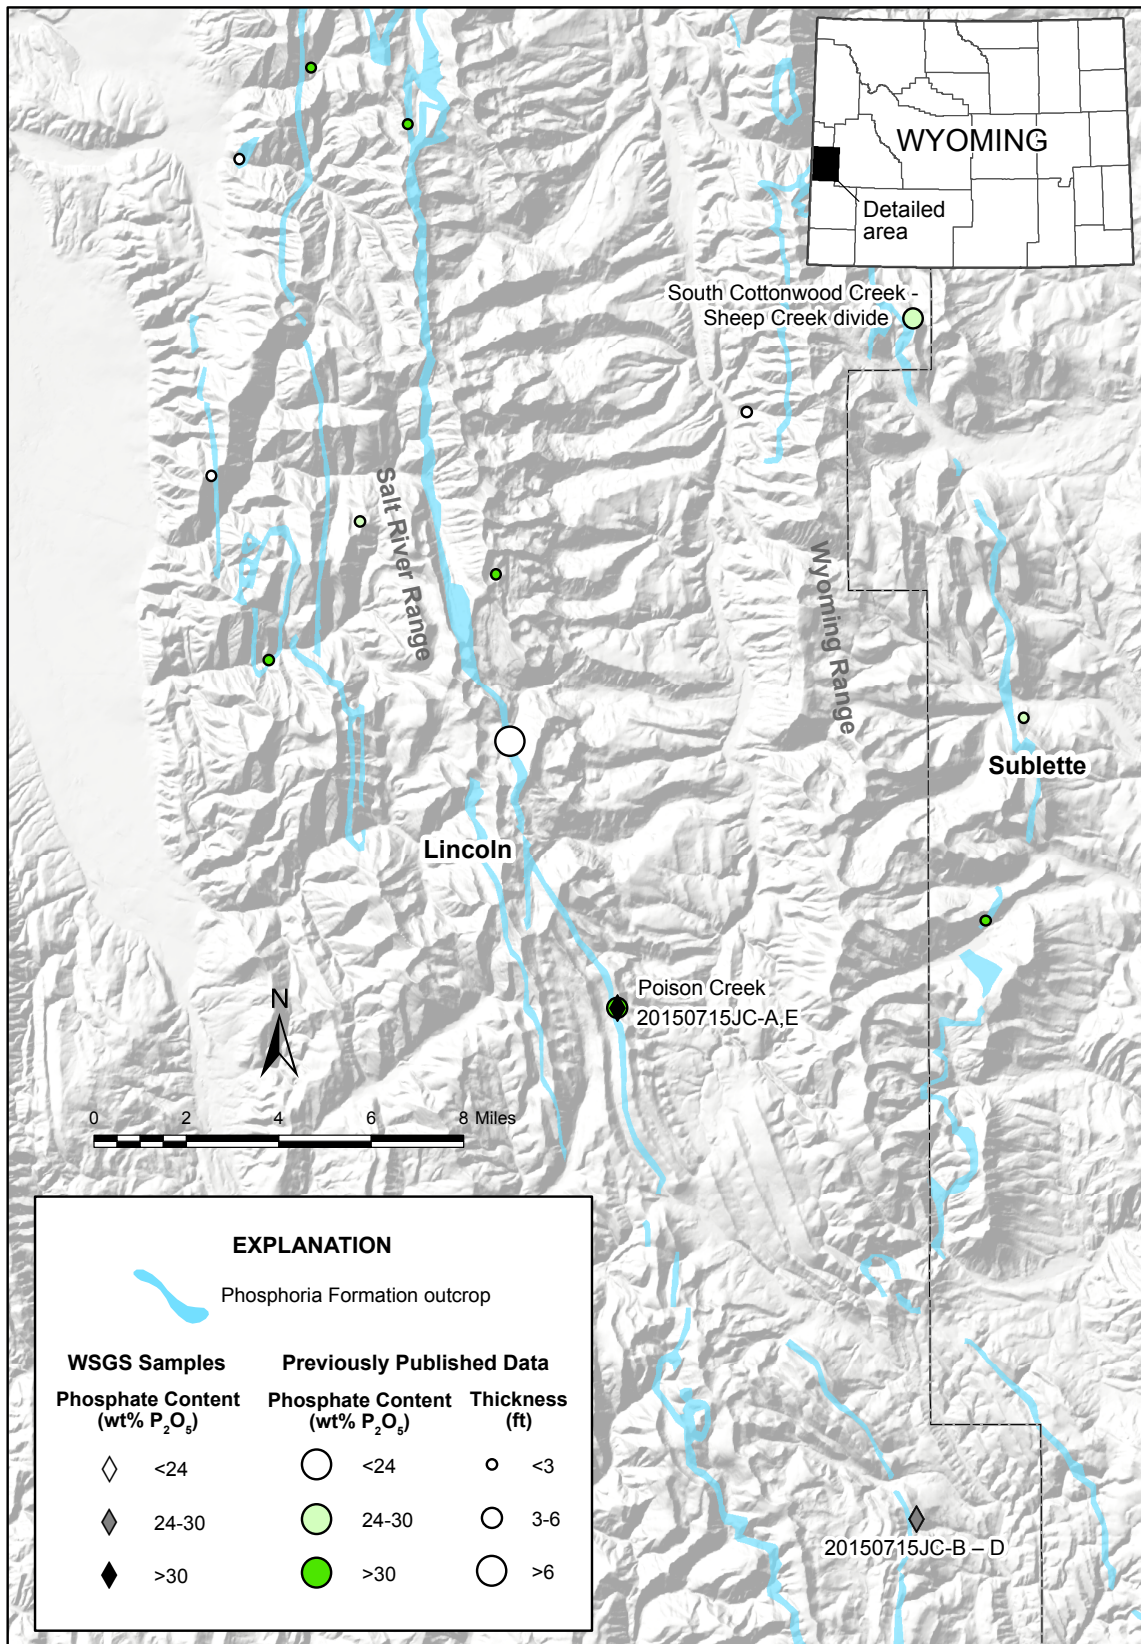 WYOMING
Detailed
area
South Cottonwood Creek -
Sheep Creek divide
Salt River Range
Wyoming Range
Sublette
Lincoln
Poison Creek
20150715JC-A,E
N
0 2 4 6 8 Miles
EXPLANATION
Phosphoria Formation outcrop
WSGS Samples
Phosphate Content
(wt% P₂O₅)
<24
24-30
>30
Previously Published Data
Phosphate Content
(wt% P₂O₅)
<24
24-30
>30
Thickness
(ft)
<3
3-6
>6
20150715JC-B – D